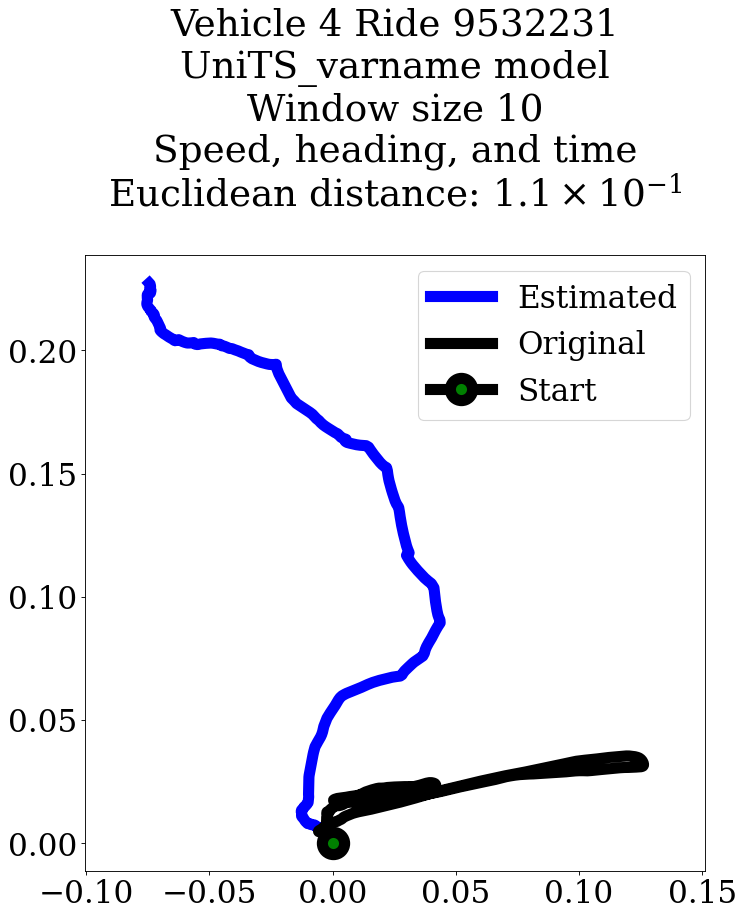 Vehicle 4 Ride 9532231
UniTS_varname model
Window size 10
Speed, heading, and time
Euclidean distance: 1.1 × 10⁻¹
Estimated
Original
Start
0.20
0.15
0.10
0.05
0.00
−0.10 −0.05 0.00 0.05 0.10 0.15